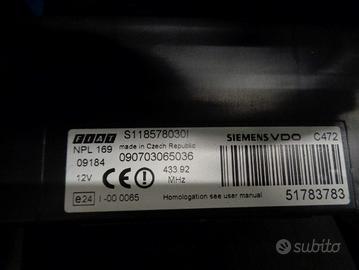 FIAT S118578030I SIEMENS VDO C472
NPL 169 made in Czech Republic
09184 090703065036
12V CE 433.92 MHz
e24 I -00 0065 Homologation see user manual 51783783
subito